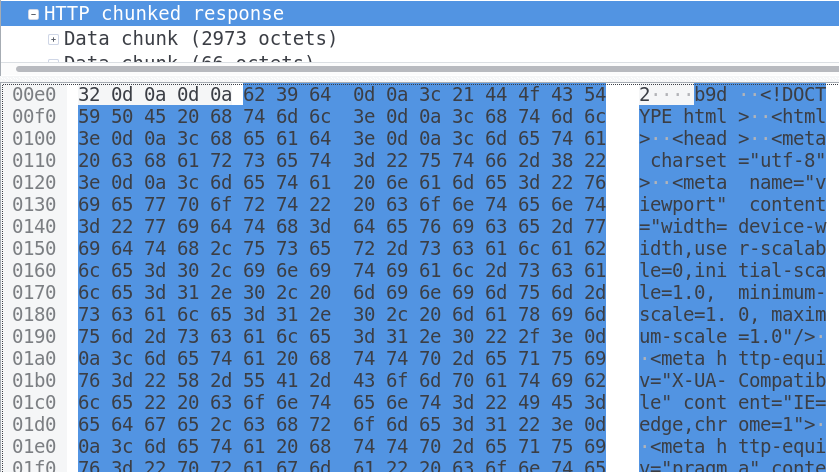 HTTP chunked response
Data chunk (2973 octets)
Data chunk (66 octets)
00e0 32 0d 0a 0d 0a 62 39 64 0d 0a 3c 21 44 4f 43 54 2····b9d ··<!DOCT
00f0 59 50 45 20 68 74 6d 6c 3e 0d 0a 3c 68 74 6d 6c YPE html >··<html
0100 3e 0d 0a 3c 68 65 61 64 3e 0d 0a 3c 6d 65 74 61 >··<head >··<meta
0110 20 63 68 61 72 73 65 74 3d 22 75 74 66 2d 38 22 charset ="utf-8"
0120 3e 0d 0a 3c 6d 65 74 61 20 6e 61 6d 65 3d 22 76 >··<meta name="v
0130 69 65 77 70 6f 72 74 22 20 63 6f 6e 74 65 6e 74 iewport" content
0140 3d 22 77 69 64 74 68 3d 64 65 76 69 63 65 2d 77 ="width= device-w
0150 69 64 74 68 2c 75 73 65 72 2d 73 63 61 6c 61 62 idth,use r-scalab
0160 6c 65 3d 30 2c 69 6e 69 74 69 61 6c 2d 73 63 61 le=0,ini tial-sca
0170 6c 65 3d 31 2e 30 2c 20 6d 69 6e 69 6d 75 6d 2d le=1.0, minimum-
0180 73 63 61 6c 65 3d 31 2e 30 2c 20 6d 61 78 69 6d scale=1. 0, maxim
0190 75 6d 2d 73 63 61 6c 65 3d 31 2e 30 22 2f 3e 0d um-scale =1.0"/>·
01a0 0a 3c 6d 65 74 61 20 68 74 74 70 2d 65 71 75 69 ·<meta h ttp-equi
01b0 76 3d 22 58 2d 55 41 2d 43 6f 6d 70 61 74 69 62 v="X-UA- Compatib
01c0 6c 65 22 20 63 6f 6e 74 65 6e 74 3d 22 49 45 3d le" cont ent="IE=
01d0 65 64 67 65 2c 63 68 72 6f 6d 65 3d 31 22 3e 0d edge,chr ome=1">·
01e0 0a 3c 6d 65 74 61 20 68 74 74 70 2d 65 71 75 69 ·<meta h ttp-equi
01f0 76 3d 22 70 72 61 67 6d 61 22 20 63 6f 6e 74 65 v="pragm a" conte